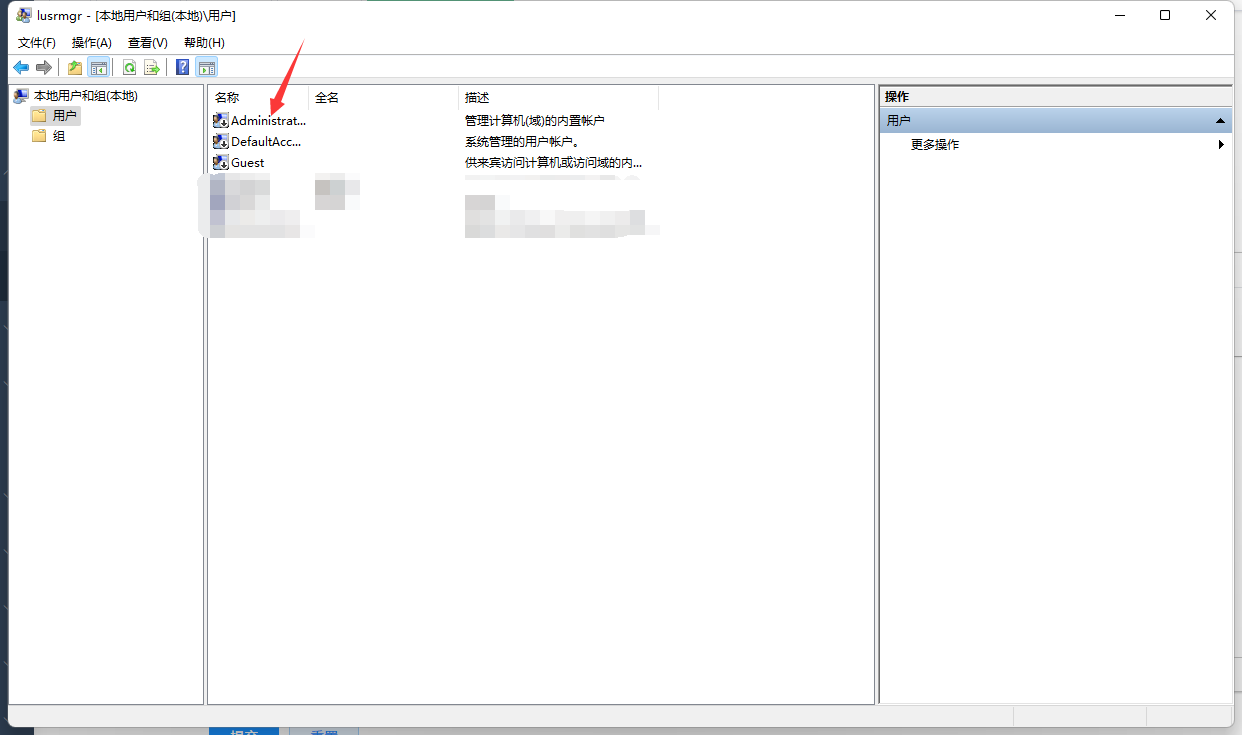 lusrmgr - [本地用户和组(本地)\用户]
文件(F) 操作(A) 查看(V) 帮助(H)
本地用户和组(本地)
用户
组
名称 全名 描述
Administrat... 管理计算机(域)的内置帐户
DefaultAcc... 系统管理的用户帐户。
Guest 供来宾访问计算机或访问域的内...
操作
用户
更多操作